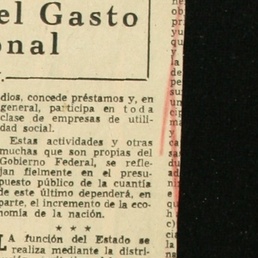 el Gasto
onal
dios, concede préstamos y, en
general, participa en toda
clase de empresas de utili-
dad social.
Estas actividades y otras
muchas que son propias del
Gobierno Federal, se refle-
jan fielmente en el presu-
puesto público de la cuantía
de este último dependerá, en
parte, el incremento de la eco-
nomía de la nación.
* * *
LA función del Estado se
realiza mediante la distri-